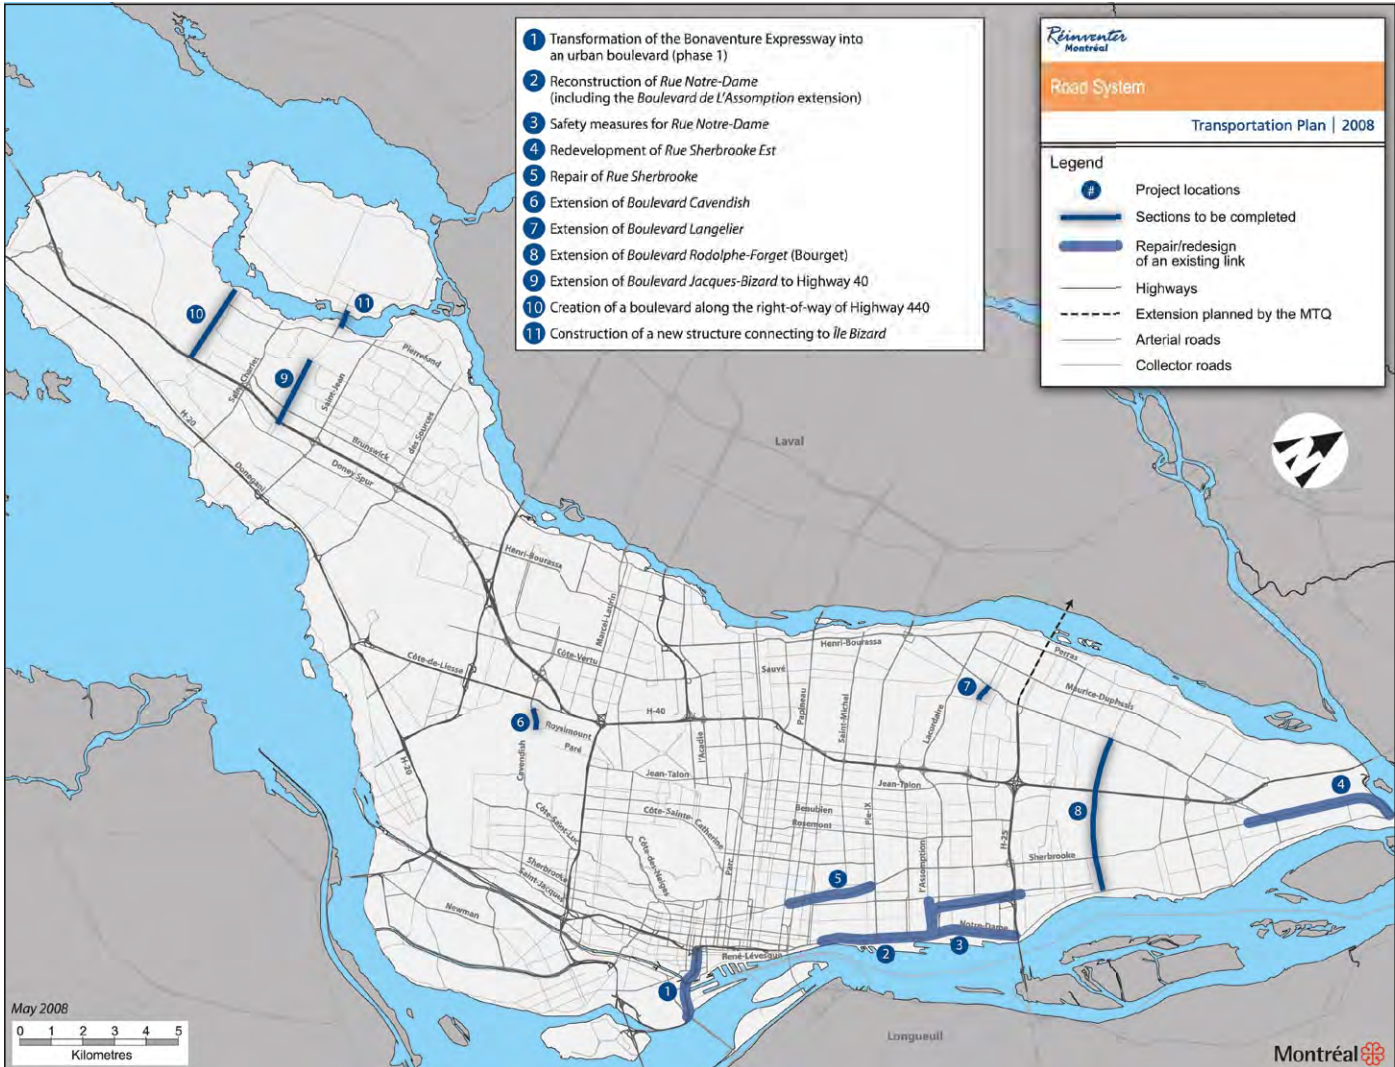 1 Transformation of the Bonaventure Expressway into
an urban boulevard (phase 1)
2 Reconstruction of Rue Notre-Dame
(including the Boulevard de L'Assomption extension)
3 Safety measures for Rue Notre-Dame
4 Redevelopment of Rue Sherbrooke Est
5 Repair of Rue Sherbrooke
6 Extension of Boulevard Cavendish
7 Extension of Boulevard Langelier
8 Extension of Boulevard Rodolphe-Forget (Bourget)
9 Extension of Boulevard Jacques-Bizard to Highway 40
10 Creation of a boulevard along the right-of-way of Highway 440
11 Construction of a new structure connecting to Île Bizard
Réinventer
Montréal
Road System
Transportation Plan | 2008
Legend
# Project locations
Sections to be completed
Repair/redesign
of an existing link
Highways
Extension planned by the MTQ
Arterial roads
Collector roads
11
10
Pierrefond
9
Saint-Charles
Saint-Jean
des Sources
H-20
Brunswick
Doney Spur
Donegani
Laval
Henri-Bourassa
Marcel-Laurin
Côte-Vertu
Côte-de-Liesse
Sauvé
Henri-Bourassa
Perras
Maurice-Duplessis
7
Papineau
Saint-Michel
Lacordaire
6
Royalmount
Paré
H-40
l'Acadie
Cavendish
H-20
Jean-Talon
Jean-Talon
4
8
Côte-Saint-Luc
Côte-Sainte-Catherine
Beaubien
Rosemont
Pie-IX
H-25
Côte-des-Neiges
Parc
l'Assomption
Sherbrooke
Sherbrooke
Saint-Jacques
5
Newman
Notre-Dame
René-Lévesque
2
3
1
May 2008
0 1 2 3 4 5
Kilometres
Longueuil
Montréal